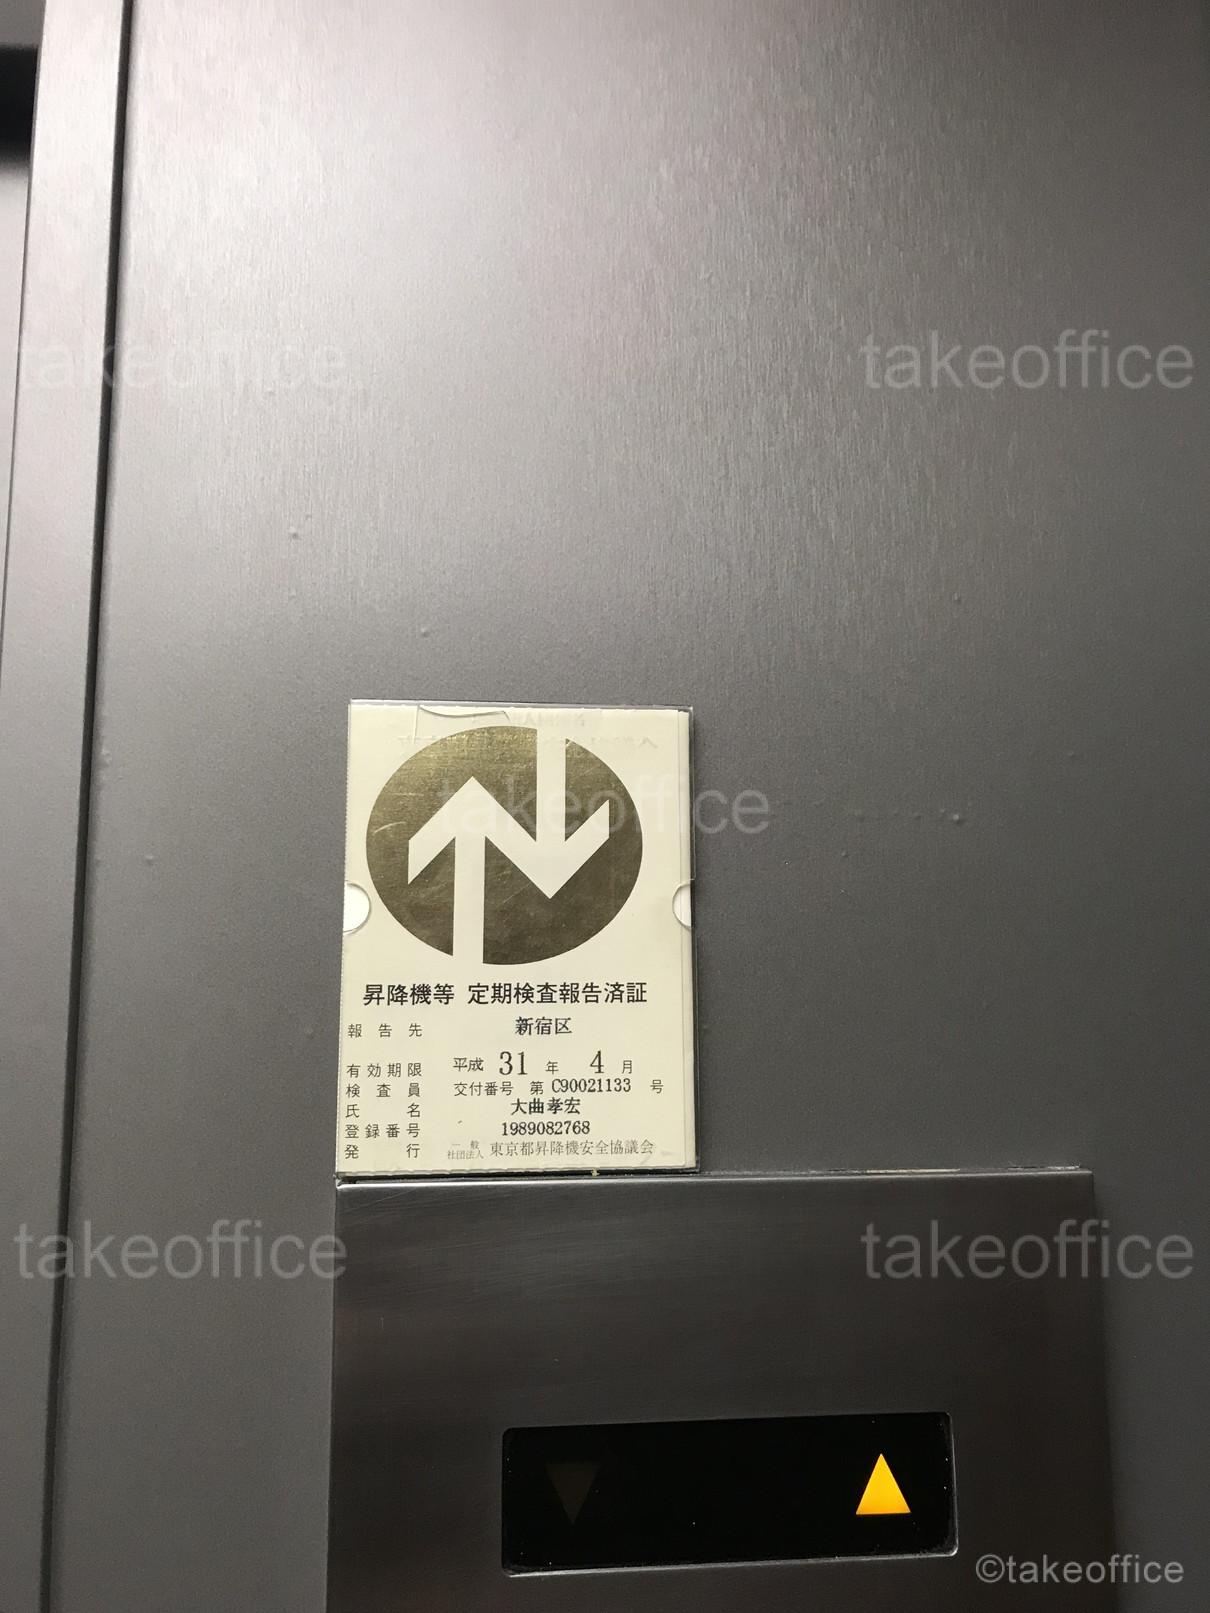 takeoffice takeoffice
takeoffice
昇降機等 定期検査報告済証
報告先 新宿区
有効期限 平成 31 年 4 月
検査員 交付番号 第 C90021133 号
氏名 大曲孝宏
登録番号 1989082768
発行 一般社団法人 東京都昇降機安全協議会
takeoffice takeoffice
©takeoffice